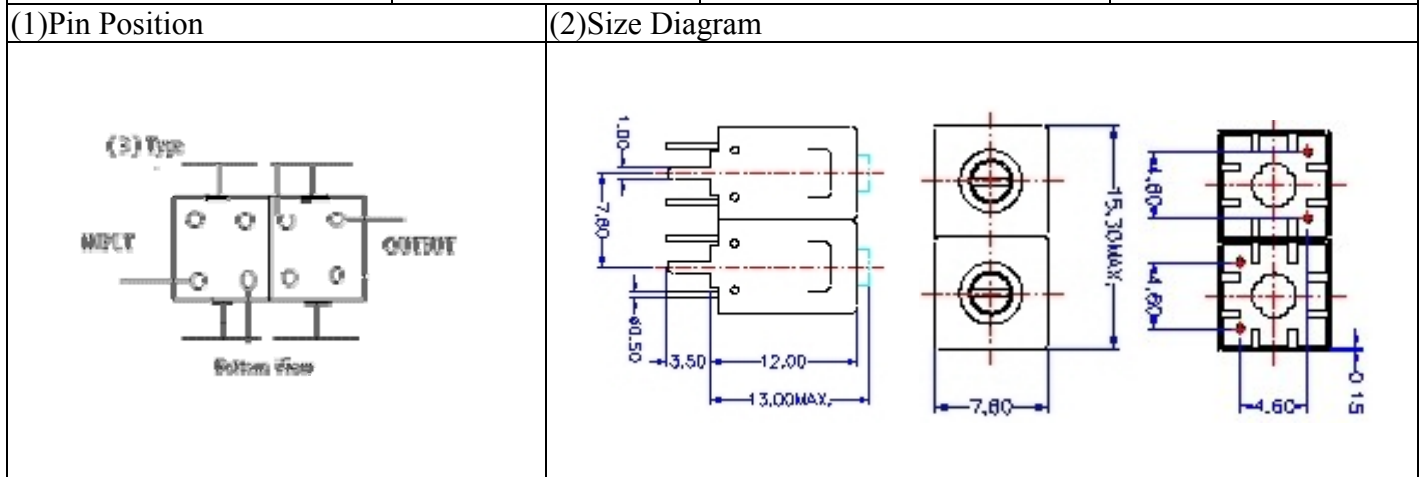 (1)Pin Position
(2)Size Diagram
(3) Type
INPUT
OUTPUT
Bottom View
1.00
7.80
ø0.50
3.50
12.00
13.00MAX.
15.30MAX.
7.80
4.60
4.60
4.60
0.15